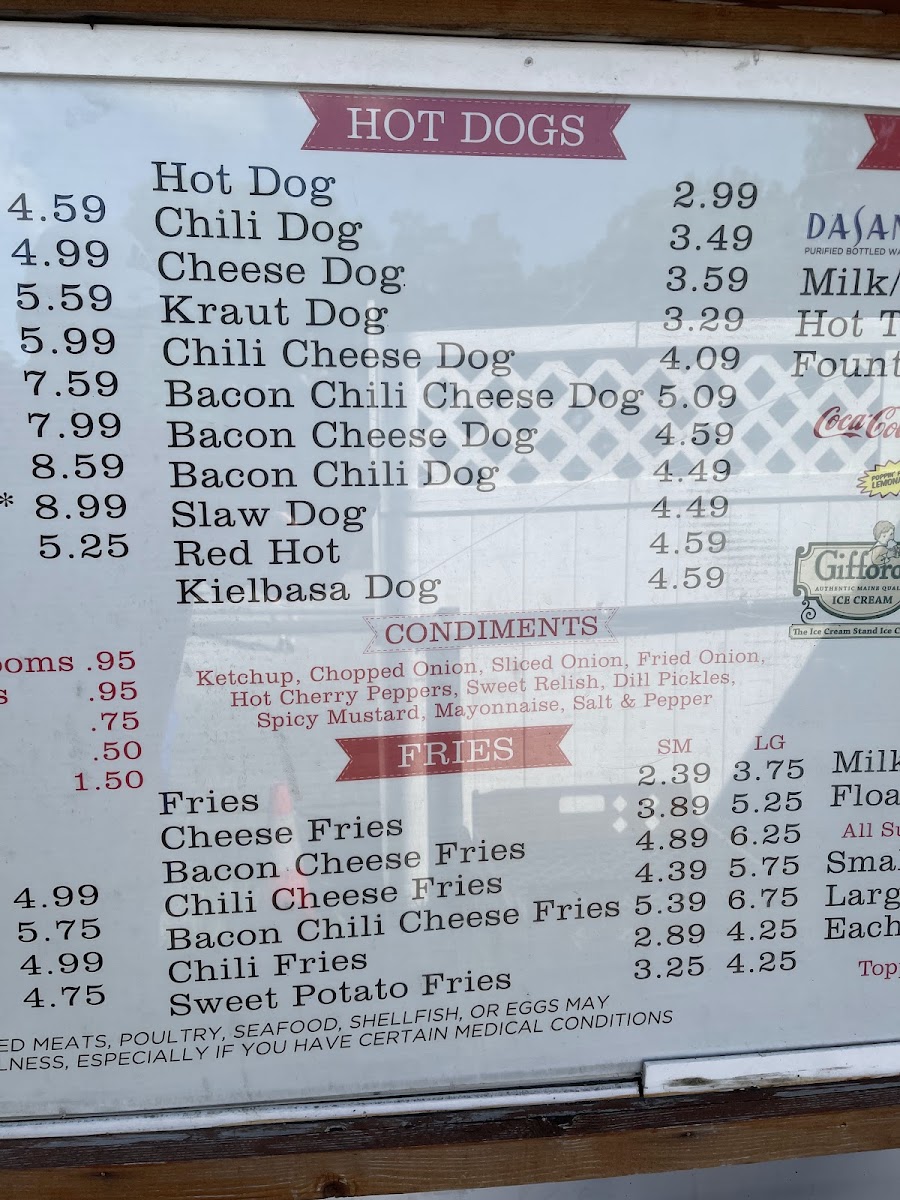 HOT DOGS
4.59
4.99
5.59
5.99
7.59
7.99
8.59
* 8.99
5.25
ooms .95
s .95
.75
.50
1.50
4.99
5.75
4.99
4.75
Hot Dog 2.99
Chili Dog 3.49
Cheese Dog 3.59
Kraut Dog 3.29
Chili Cheese Dog 4.09
Bacon Chili Cheese Dog 5.09
Bacon Cheese Dog 4.59
Bacon Chili Dog 4.49
Slaw Dog 4.49
Red Hot 4.59
Kielbasa Dog 4.59
CONDIMENTS
Ketchup, Chopped Onion, Sliced Onion, Fried Onion,
Hot Cherry Peppers, Sweet Relish, Dill Pickles,
Spicy Mustard, Mayonnaise, Salt & Pepper
FRIES SM LG
Fries 2.39 3.75
Cheese Fries 3.89 5.25
Bacon Cheese Fries 4.89 6.25
Chili Cheese Fries 4.39 5.75
Bacon Chili Cheese Fries 5.39 6.75
Chili Fries 2.89 4.25
Sweet Potato Fries 3.25 4.25
ED MEATS, POULTRY, SEAFOOD, SHELLFISH, OR EGGS MAY
LNESS, ESPECIALLY IF YOU HAVE CERTAIN MEDICAL CONDITIONS
DASAN
PURIFIED BOTTLED WA
Milk/
Hot T
Fount
Coca-Col
POPPIN'
LEMONA
Gifford
AUTHENTIC MAINE QUAL
ICE CREAM
The Ice Cream Stand Ice C
Milk
Floa
All Su
Smal
Larg
Each
Topp